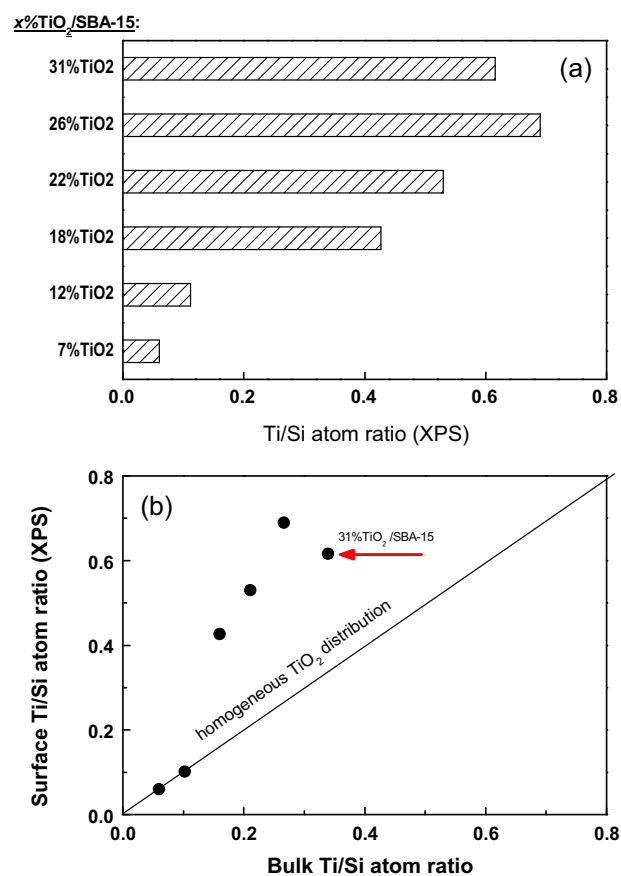 x%TiO₂/SBA-15:
(a)
31%TiO2
26%TiO2
22%TiO2
18%TiO2
12%TiO2
7%TiO2
0.0 0.2 0.4 0.6 0.8
Ti/Si atom ratio (XPS)
(b)
0.8
0.6
0.4
0.2
0.0
Surface Ti/Si atom ratio (XPS)
31%TiO₂/SBA-15
homogeneous TiO₂ distribution
0.0 0.2 0.4 0.6 0.8
Bulk Ti/Si atom ratio